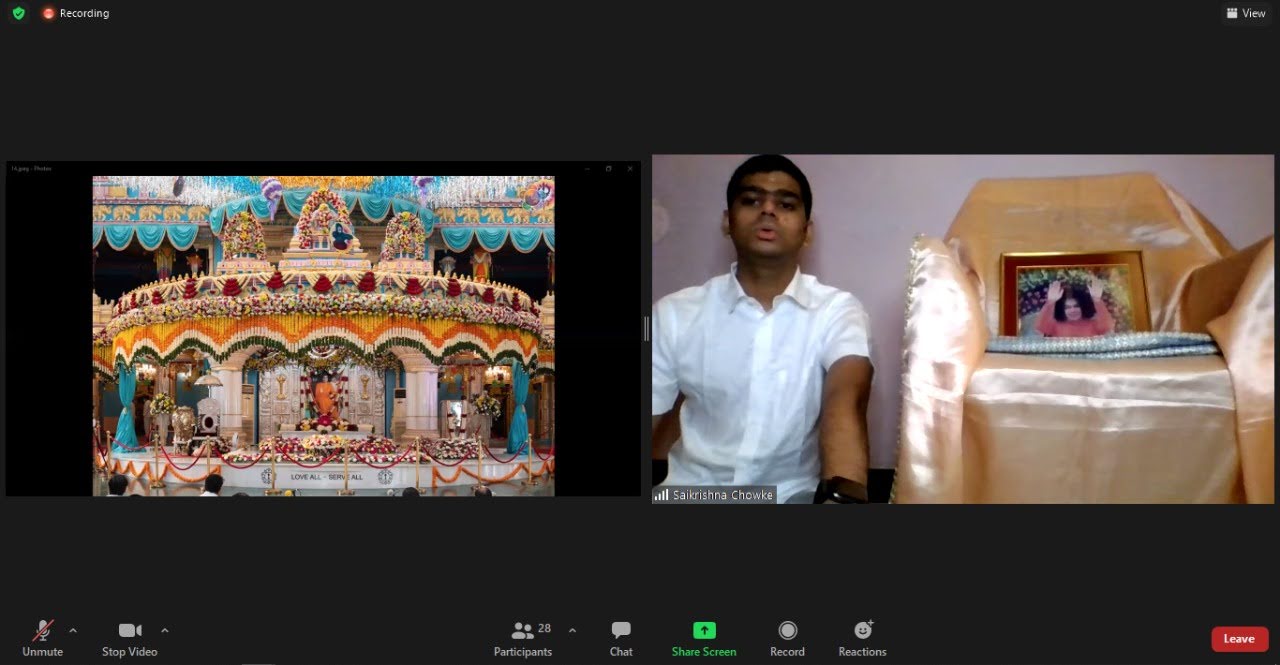 Recording
View
14.jpeg - Photos
LOVE ALL - SERVE ALL
Saikrishna Chowke
28
Unmute
Stop Video
Participants
Chat
Share Screen
Record
Reactions
Leave